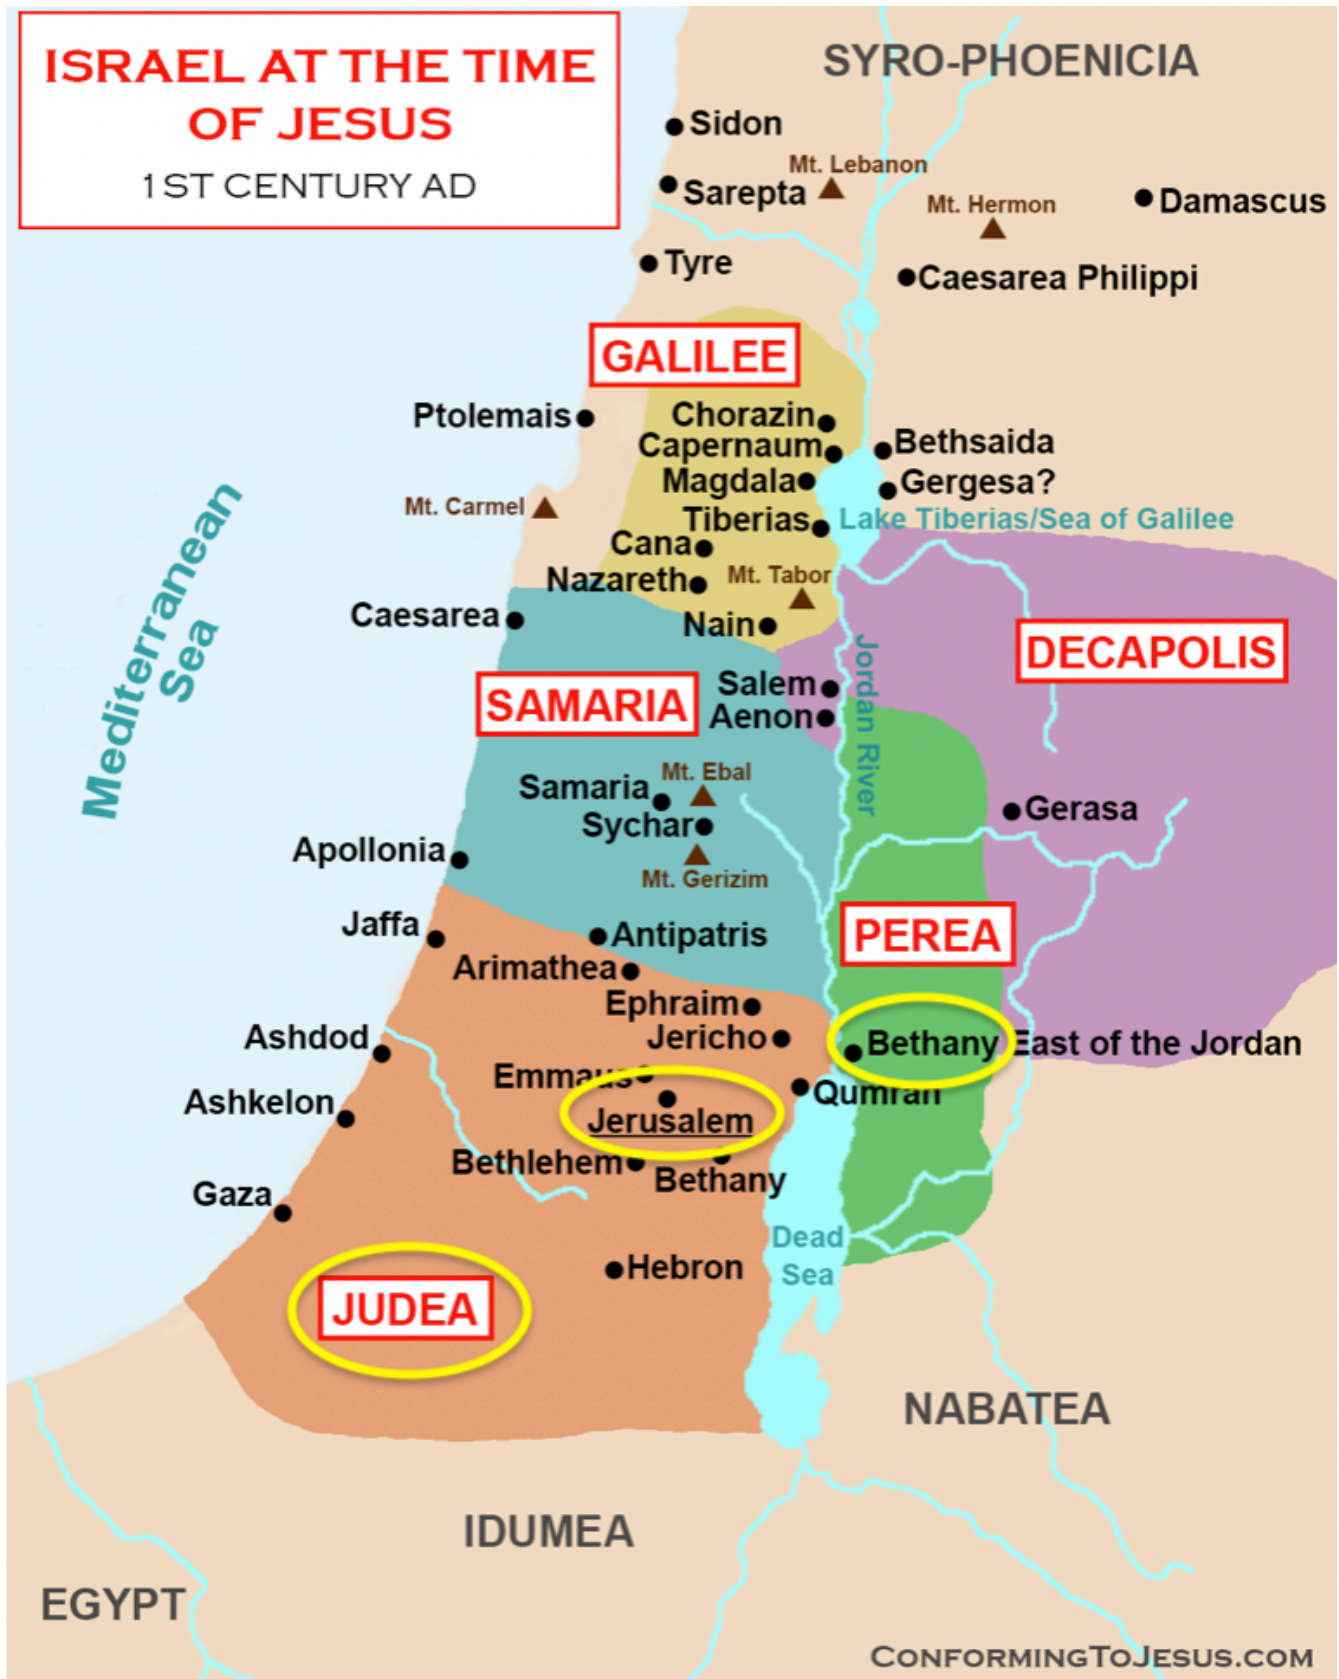 ISRAEL AT THE TIME
OF JESUS
1ST CENTURY AD
SYRO-PHOENICIA
Sidon
Mt. Lebanon
Sarepta
Mt. Hermon
Damascus
Tyre
Caesarea Philippi
GALILEE
Ptolemais
Chorazin
Capernaum
Bethsaida
Magdala
Gergesa?
Mt. Carmel
Tiberias
Lake Tiberias/Sea of Galilee
Cana
Nazareth
Mt. Tabor
Mediterranean
Sea
Caesarea
Nain
DECAPOLIS
Jordan River
SAMARIA
Salem
Aenon
Mt. Ebal
Samaria
Sychar
Gerasa
Apollonia
Mt. Gerizim
Jaffa
Antipatris
PEREA
Arimathea
Ephraim
Ashdod
Jericho
Bethany East of the Jordan
Emmaus
Qumran
Ashkelon
Jerusalem
Bethlehem
Bethany
Gaza
Dead
Sea
Hebron
JUDEA
NABATEA
IDUMEA
EGYPT
CONFORMINGTOJESUS.COM